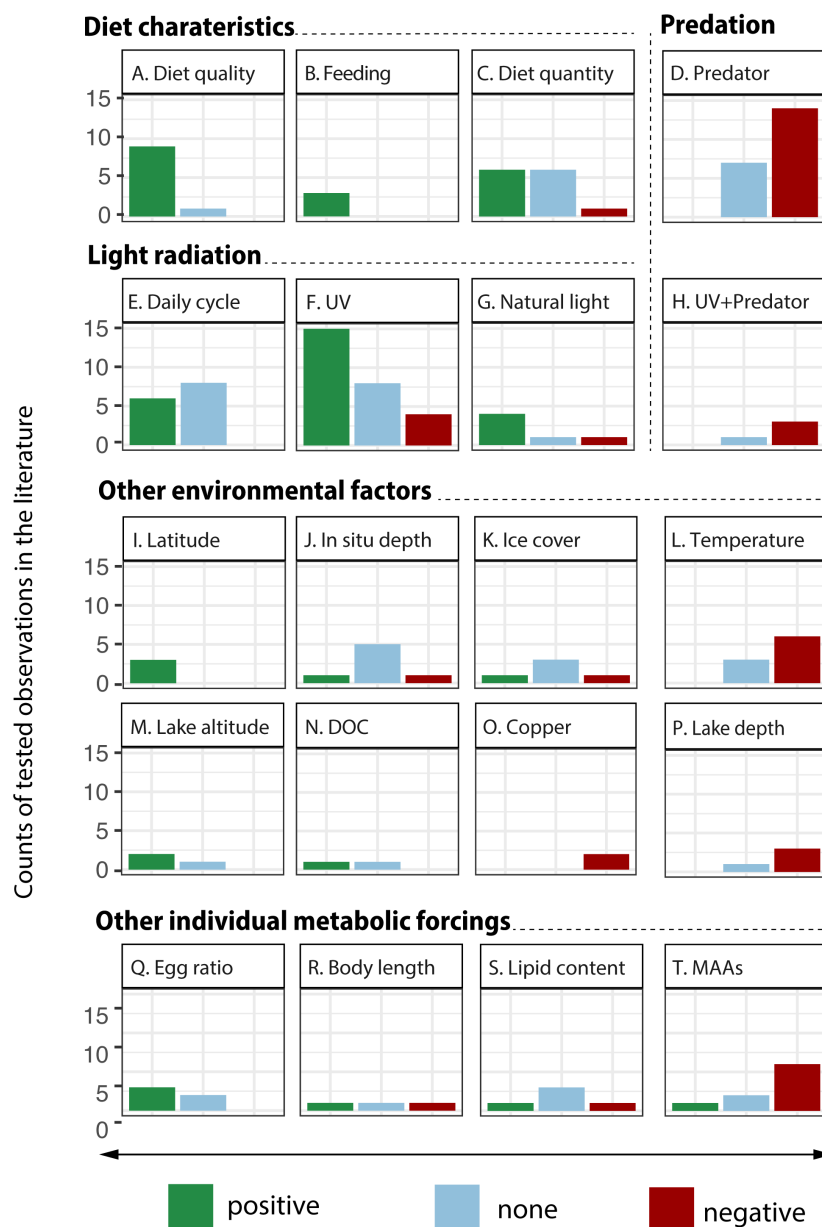 Diet charateristics
Predation
A. Diet quality
B. Feeding
C. Diet quantity
D. Predator
15
10
5
0
Light radiation
E. Daily cycle
F. UV
G. Natural light
H. UV+Predator
15
10
5
0
Counts of tested observations in the literature
Other environmental factors
I. Latitude
J. In situ depth
K. Ice cover
L. Temperature
15
10
5
0
M. Lake altitude
N. DOC
O. Copper
P. Lake depth
15
10
5
0
Other individual metabolic forcings
Q. Egg ratio
R. Body length
S. Lipid content
T. MAAs
15
10
5
0
positive
none
negative